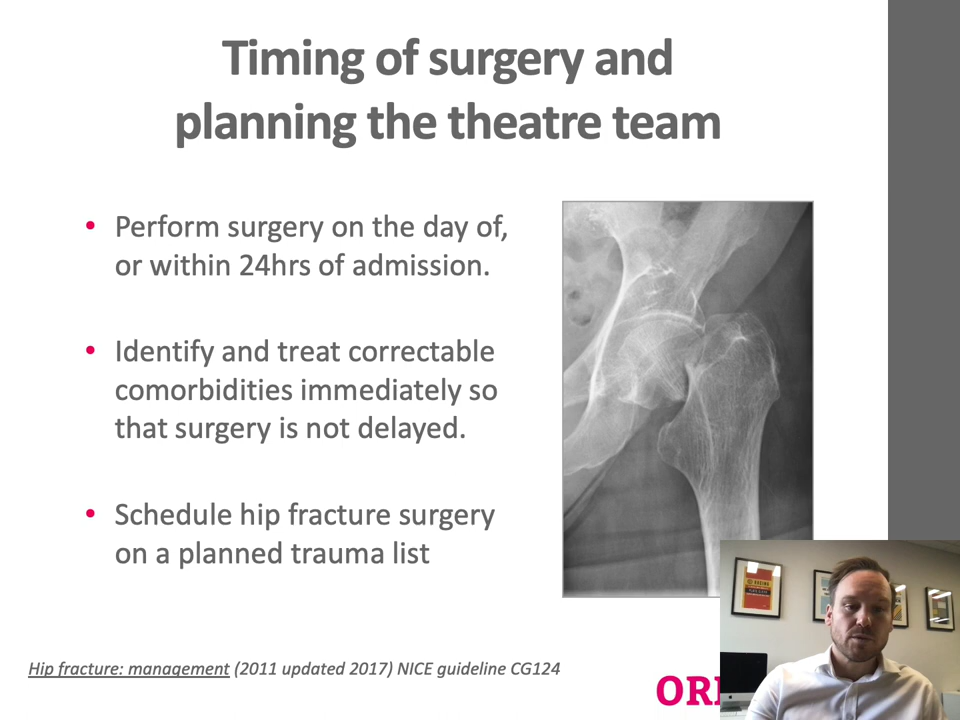 Timing of surgery and
planning the theatre team
• Perform surgery on the day of,
or within 24hrs of admission.
• Identify and treat correctable
comorbidities immediately so
that surgery is not delayed.
• Schedule hip fracture surgery
on a planned trauma list
Hip fracture: management (2011 updated 2017) NICE guideline CG124